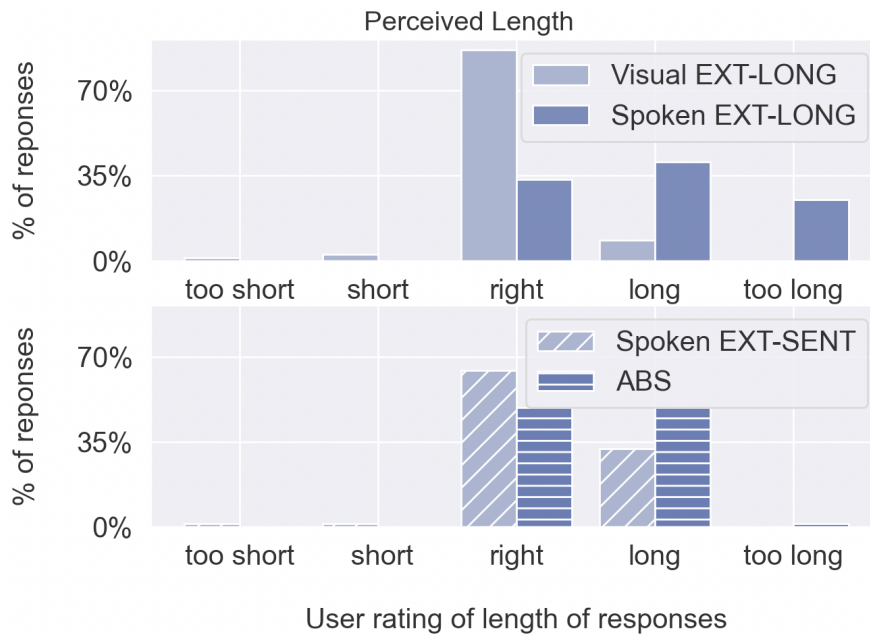 Perceived Length
% of reponses
70%
35%
0%
Visual EXT-LONG
Spoken EXT-LONG
too short short right long too long
% of reponses
70%
35%
0%
Spoken EXT-SENT
ABS
too short short right long too long
User rating of length of responses